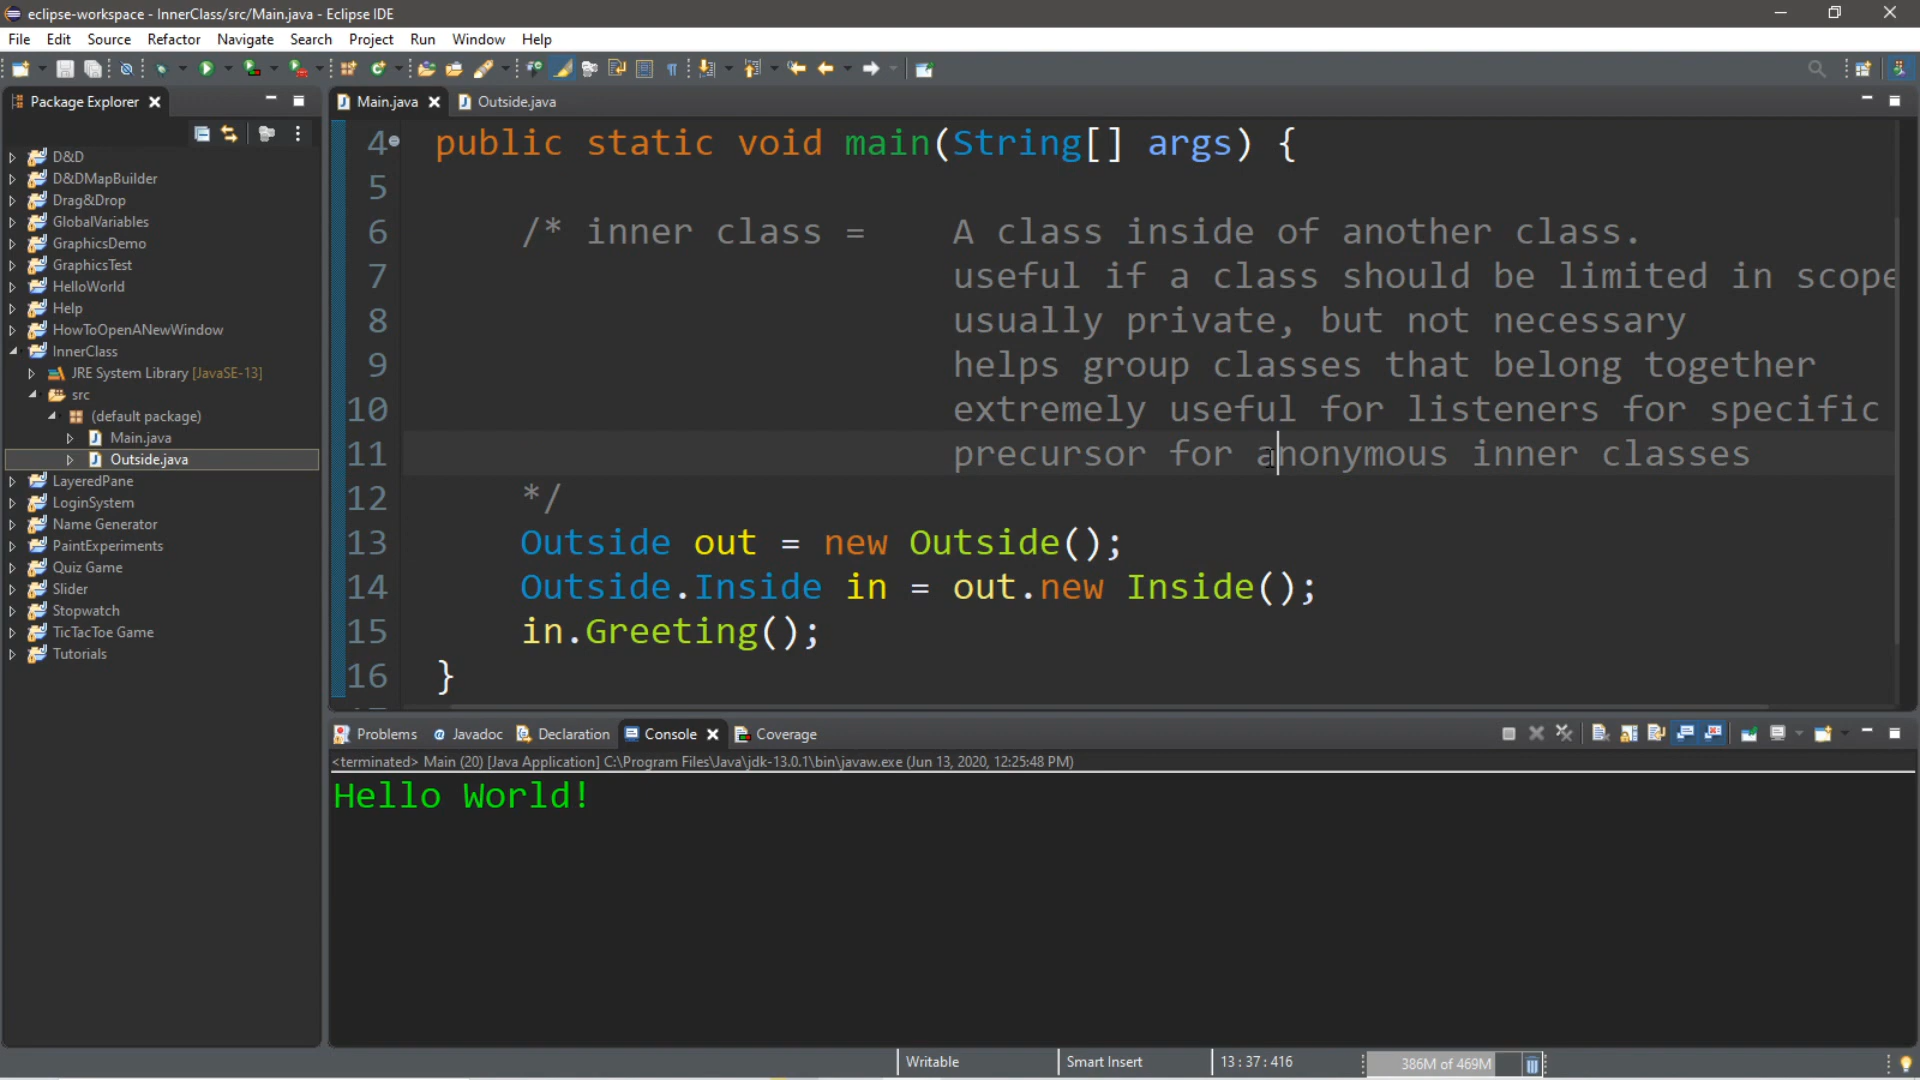 eclipse-workspace - InnerClass/src/Main.java - Eclipse IDE
File Edit Source Refactor Navigate Search Project Run Window Help
Package Explorer
Main.java Outside.java
D&D
D&DMapBuilder
Drag&Drop
GlobalVariables
GraphicsDemo
GraphicsTest
HelloWorld
Help
HowToOpenANewWindow
InnerClass
JRE System Library [JavaSE-13]
src
(default package)
Main.java
Outside.java
LayeredPane
LoginSystem
Name Generator
PaintExperiments
Quiz Game
Slider
Stopwatch
TicTacToe Game
Tutorials
4 public static void main(String[] args) {
5
6 /* inner class = A class inside of another class.
7 useful if a class should be limited in scope
8 usually private, but not necessary
9 helps group classes that belong together
10 extremely useful for listeners for specific
11 precursor for anonymous inner classes
12 */
13 Outside out = new Outside();
14 Outside.Inside in = out.new Inside();
15 in.Greeting();
16 }
Problems Javadoc Declaration Console Coverage
<terminated> Main (20) [Java Application] C:\Program Files\Java\jdk-13.0.1\bin\javaw.exe (Jun 13, 2020, 12:25:48 PM)
Hello World!
Writable Smart Insert 13 : 37 : 416 386M of 469M